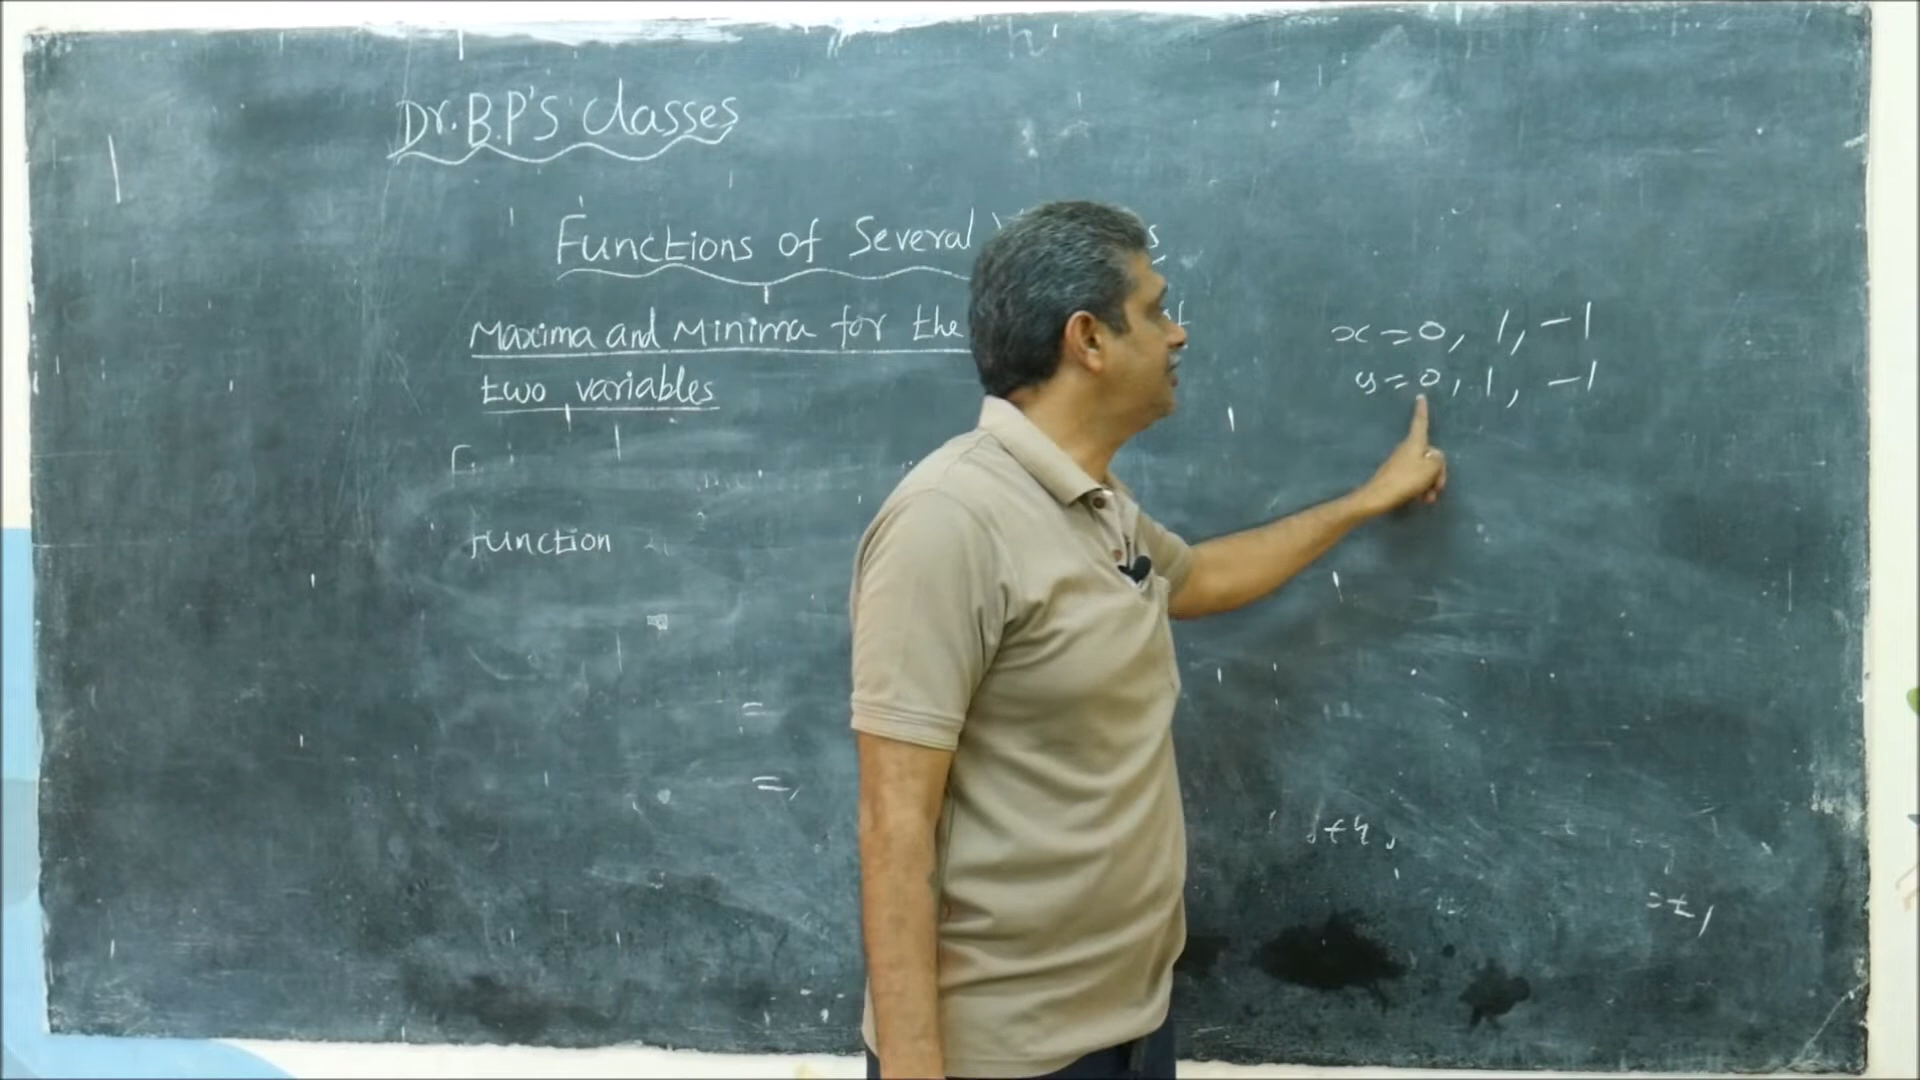 Dr. B.P'S classes
Functions of Several
Maxima and Minima for the
two variables
function
x = 0, 1, -1
y = 0, 1, -1